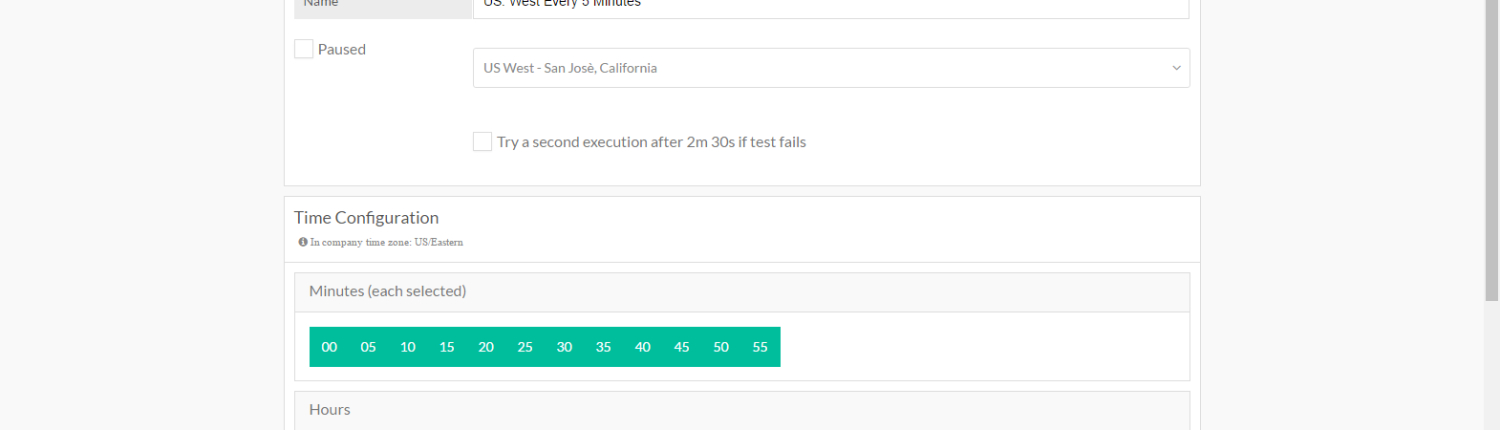 Name
US: West Every 5 Minutes
Paused
US West - San Josè, California
Try a second execution after 2m 30s if test fails
Time Configuration
In company time zone: US/Eastern
Minutes (each selected)
00 05 10 15 20 25 30 35 40 45 50 55
Hours